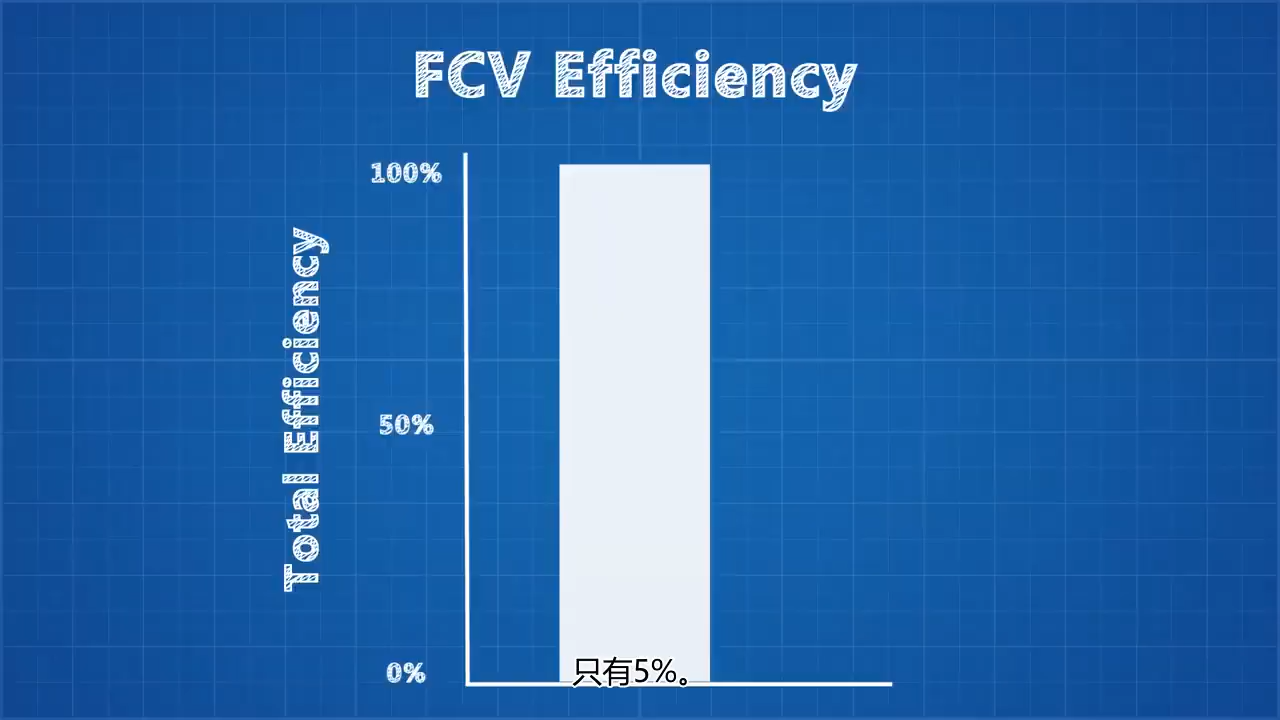 FCV Efficiency
100%
Total Efficiency
50%
0%
只有5%。